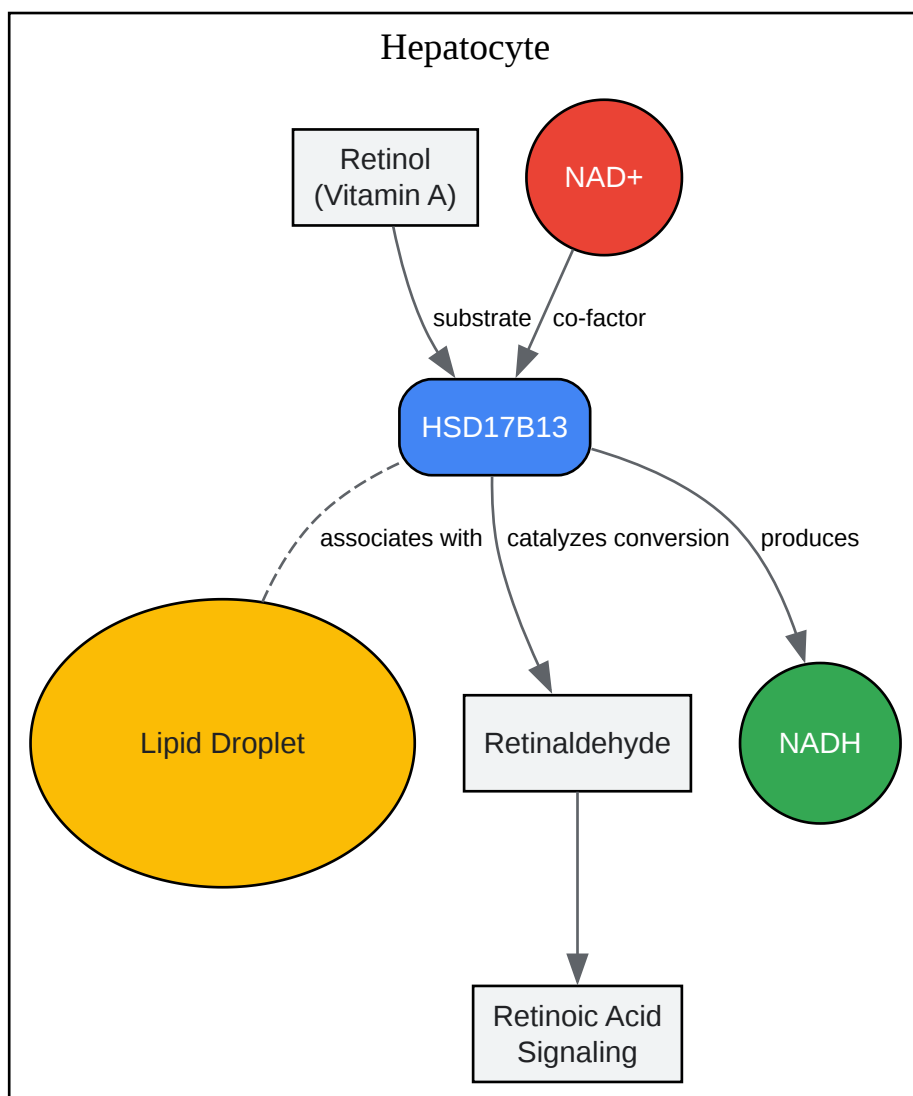 Hepatocyte
Retinol
(Vitamin A)
NAD+
substrate
co-factor
HSD17B13
associates with
catalyzes conversion
produces
Lipid Droplet
Retinaldehyde
NADH
Retinoic Acid
Signaling